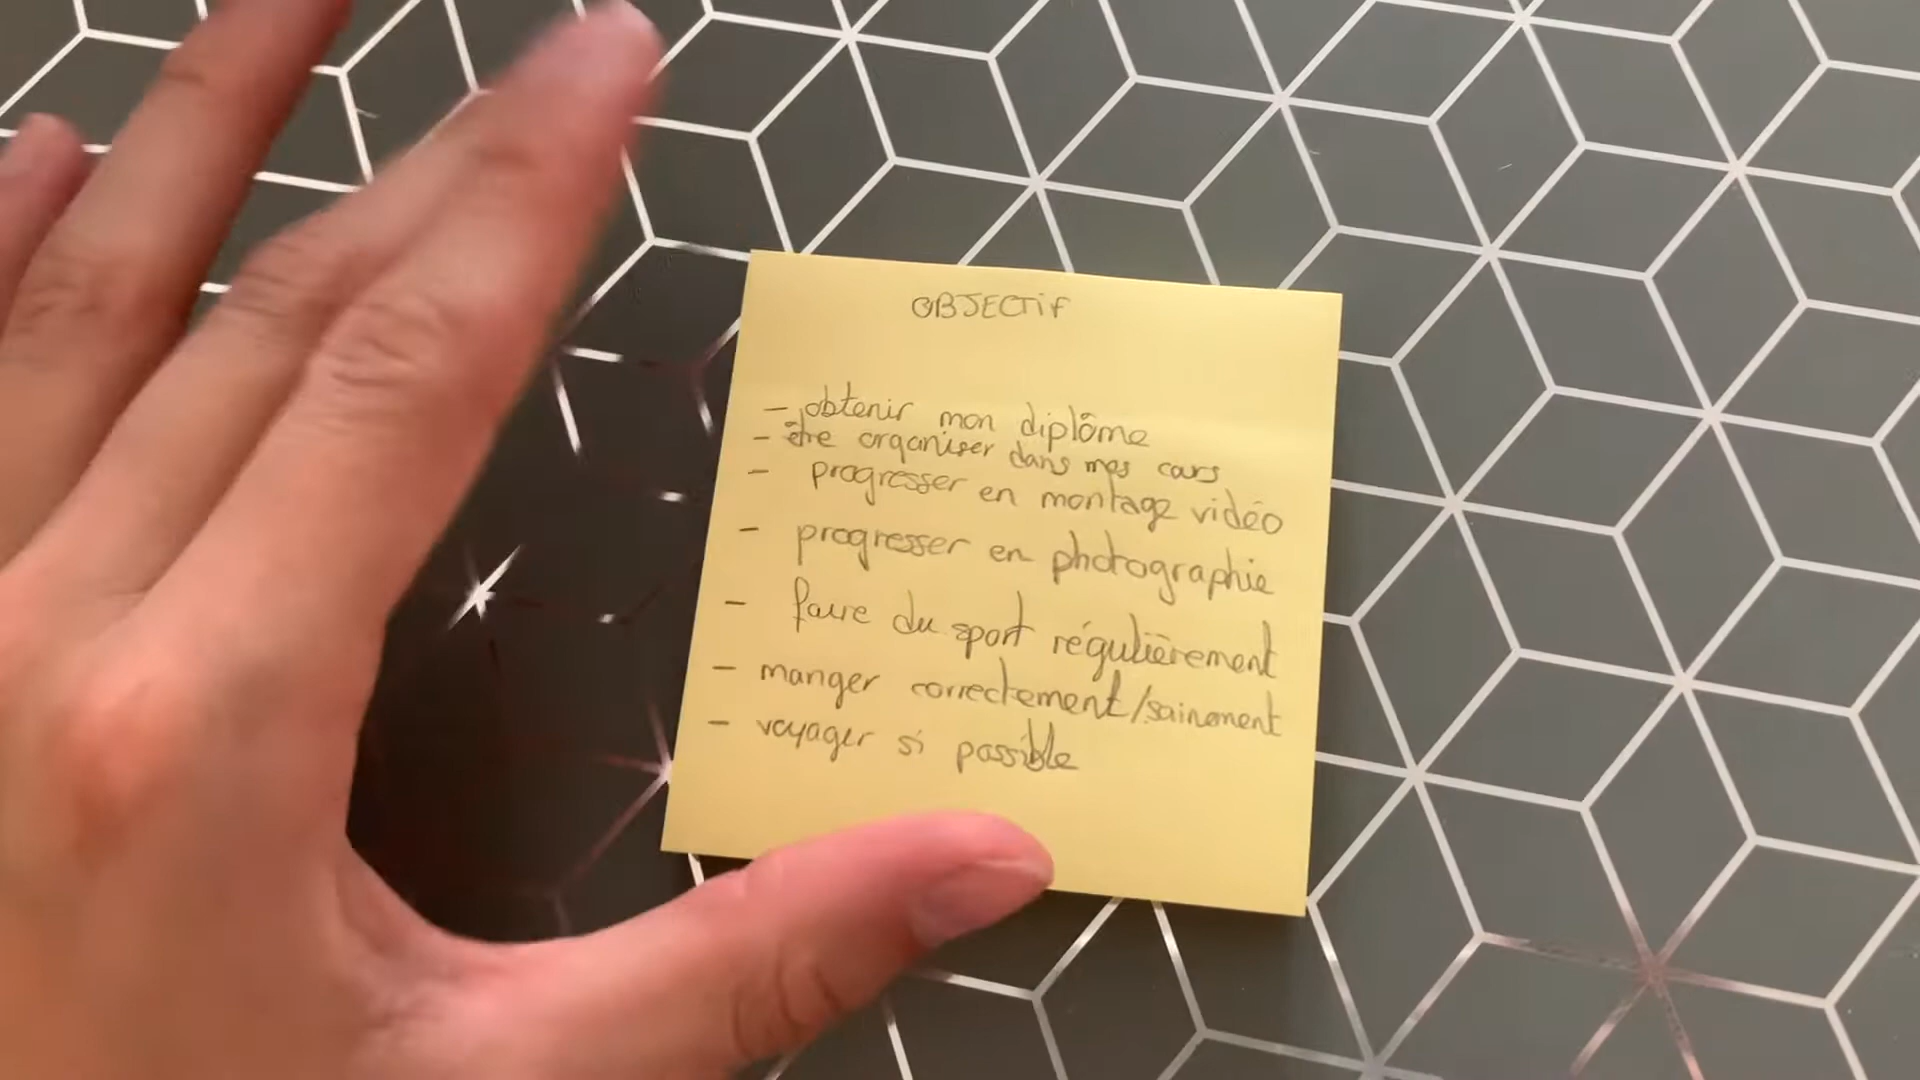 OBJECTIF
- obtenir mon diplôme
- être organiser dans mes cours
- progresser en montage vidéo
- progresser en photographie
- faire du sport régulièrement
- manger correctement/sainement
- voyager si possible